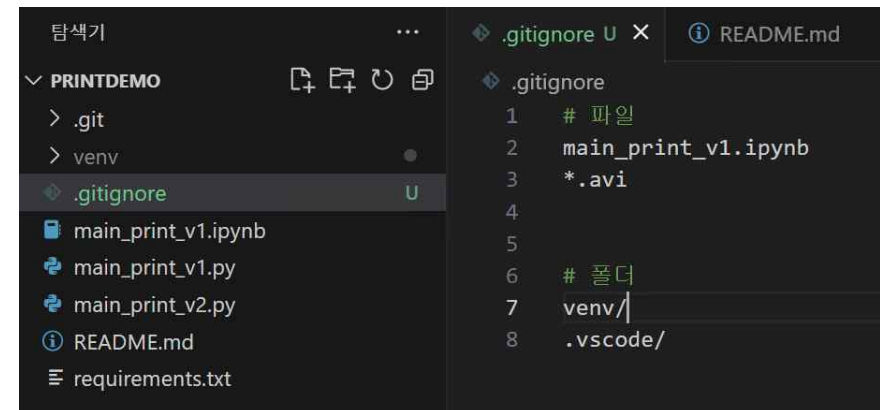 탐색기 ...
PRINTDEMO
.git
venv
.gitignore U
main_print_v1.ipynb
main_print_v1.py
main_print_v2.py
README.md
requirements.txt
.gitignore U README.md
.gitignore
1 # 파일
2 main_print_v1.ipynb
3 *.avi
4
5
6 # 폴더
7 venv/
8 .vscode/